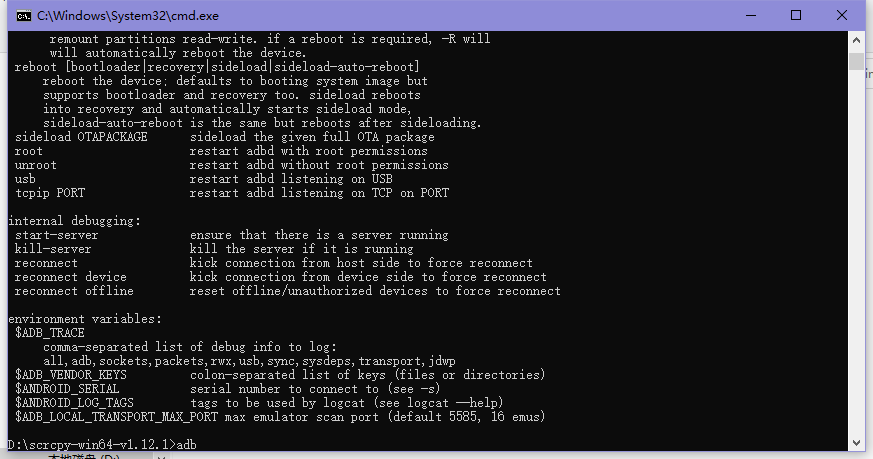 C:\Windows\System32\cmd.exe
remount partitions read-write. if a reboot is required, -R will
will automatically reboot the device.
reboot [bootloader|recovery|sideload|sideload-auto-reboot]
reboot the device; defaults to booting system image but
supports bootloader and recovery too. sideload reboots
into recovery and automatically starts sideload mode,
sideload-auto-reboot is the same but reboots after sideloading.
sideload OTAPACKAGE sideload the given full OTA package
root restart adbd with root permissions
unroot restart adbd without root permissions
usb restart adbd listening on USB
tcpip PORT restart adbd listening on TCP on PORT
internal debugging:
start-server ensure that there is a server running
kill-server kill the server if it is running
reconnect kick connection from host side to force reconnect
reconnect device kick connection from device side to force reconnect
reconnect offline reset offline/unauthorized devices to force reconnect
environment variables:
$ADB_TRACE
comma-separated list of debug info to log:
all,adb,sockets,packets,rwx,usb,sync,sysdeps,transport,jdwp
$ADB_VENDOR_KEYS colon-separated list of keys (files or directories)
$ANDROID_SERIAL serial number to connect to (see -s)
$ANDROID_LOG_TAGS tags to be used by logcat (see logcat --help)
$ADB_LOCAL_TRANSPORT_MAX_PORT max emulator scan port (default 5585, 16 emus)
D:\scrcpy-win64-v1.12.1>adb
本地磁盘 (D:)